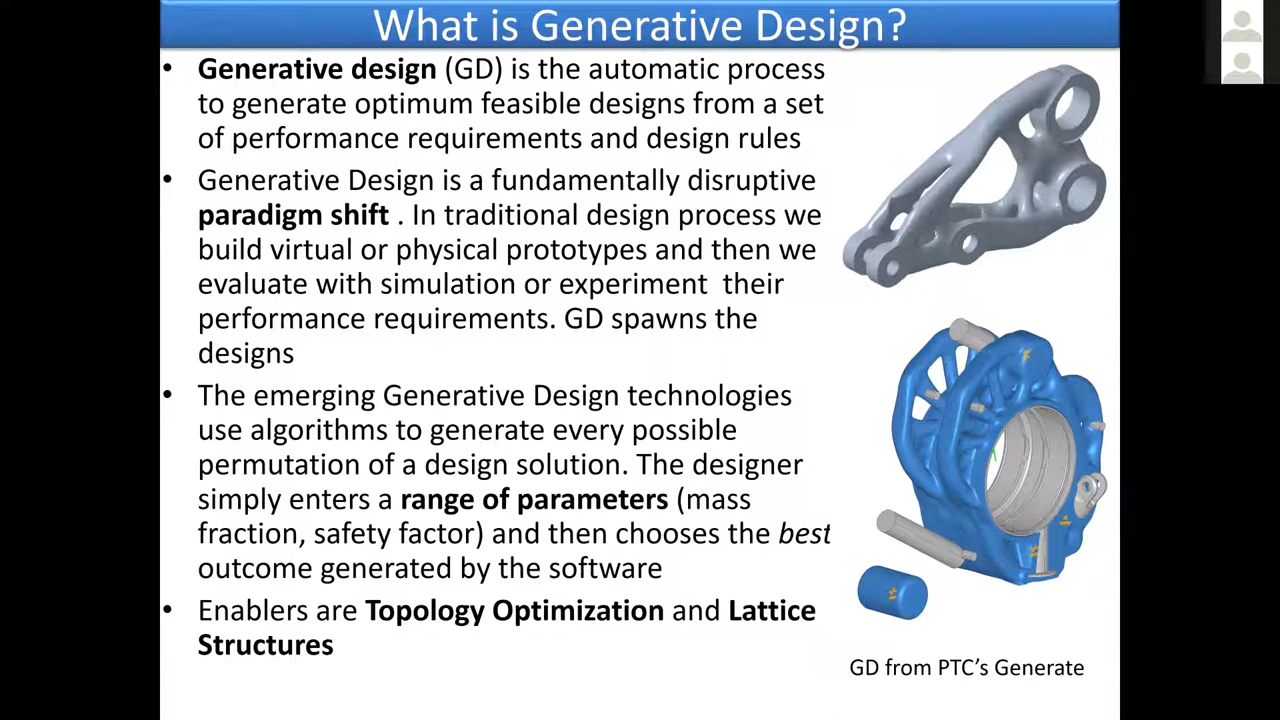 What is Generative Design?
• Generative design (GD) is the automatic process
to generate optimum feasible designs from a set
of performance requirements and design rules
• Generative Design is a fundamentally disruptive
paradigm shift . In traditional design process we
build virtual or physical prototypes and then we
evaluate with simulation or experiment  their
performance requirements. GD spawns the
designs
• The emerging Generative Design technologies
use algorithms to generate every possible
permutation of a design solution. The designer
simply enters a range of parameters (mass
fraction, safety factor) and then chooses the best
outcome generated by the software
• Enablers are Topology Optimization and Lattice
Structures
GD from PTC’s Generate